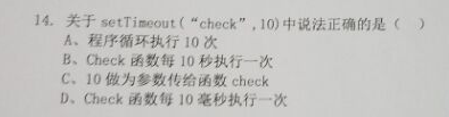 14. 关于 setTimeout(“check”,10)中说法正确的是（　）
A、程序循环执行 10 次
B、Check 函数每 10 秒执行一次
C、10 做为参数传给函数 check
D、Check 函数每 10 毫秒执行一次